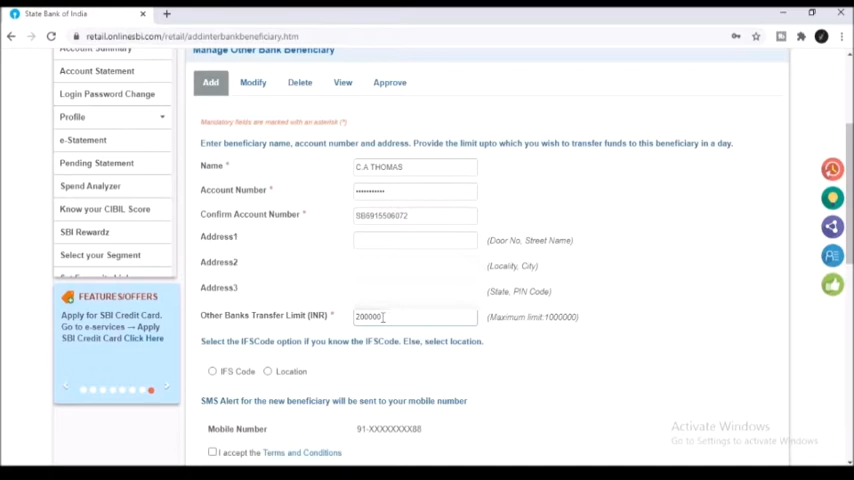 State Bank of India
retail.onlinesbi.com/retail/addinterbankbeneficiary.htm
Account Summary
Manage Other Bank Beneficiary
Account Statement
Login Password Change
Profile
e-Statement
Pending Statement
Spend Analyzer
Know your CIBIL Score
SBI Rewardz
Select your Segment
Add Modify Delete View Approve
Mandatory fields are marked with an asterisk (*)
Enter beneficiary name, account number and address. Provide the limit upto which you wish to transfer funds to this beneficiary in a day.
Name * C.A THOMAS
Account Number * •••••••••••
Confirm Account Number * SB6915506072
Address1 (Door No, Street Name)
Address2 (Locality, City)
Address3 (State, PIN Code)
Other Banks Transfer Limit (INR) * 200000 (Maximum limit:1000000)
Select the IFSCode option if you know the IFSCode. Else, select location.
IFS Code Location
SMS Alert for the new beneficiary will be sent to your mobile number
Mobile Number 91-XXXXXXXX88
I accept the Terms and Conditions
FEATURES/OFFERS
Apply for SBI Credit Card.
Go to e-services → Apply
SBI Credit Card Click Here
Activate Windows
Go to Settings to activate Windows